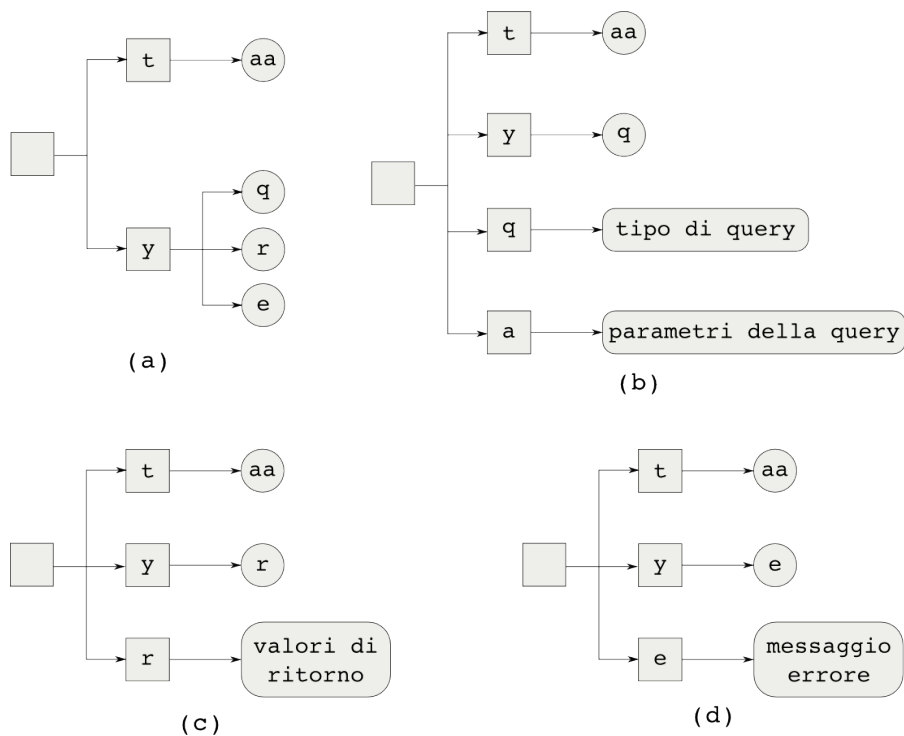 t aa
y q
r
e
(a)
t aa
y q
q tipo di query
a parametri della query
(b)
t aa
y r
r valori di
ritorno
(c)
t aa
y e
e messaggio
errore
(d)